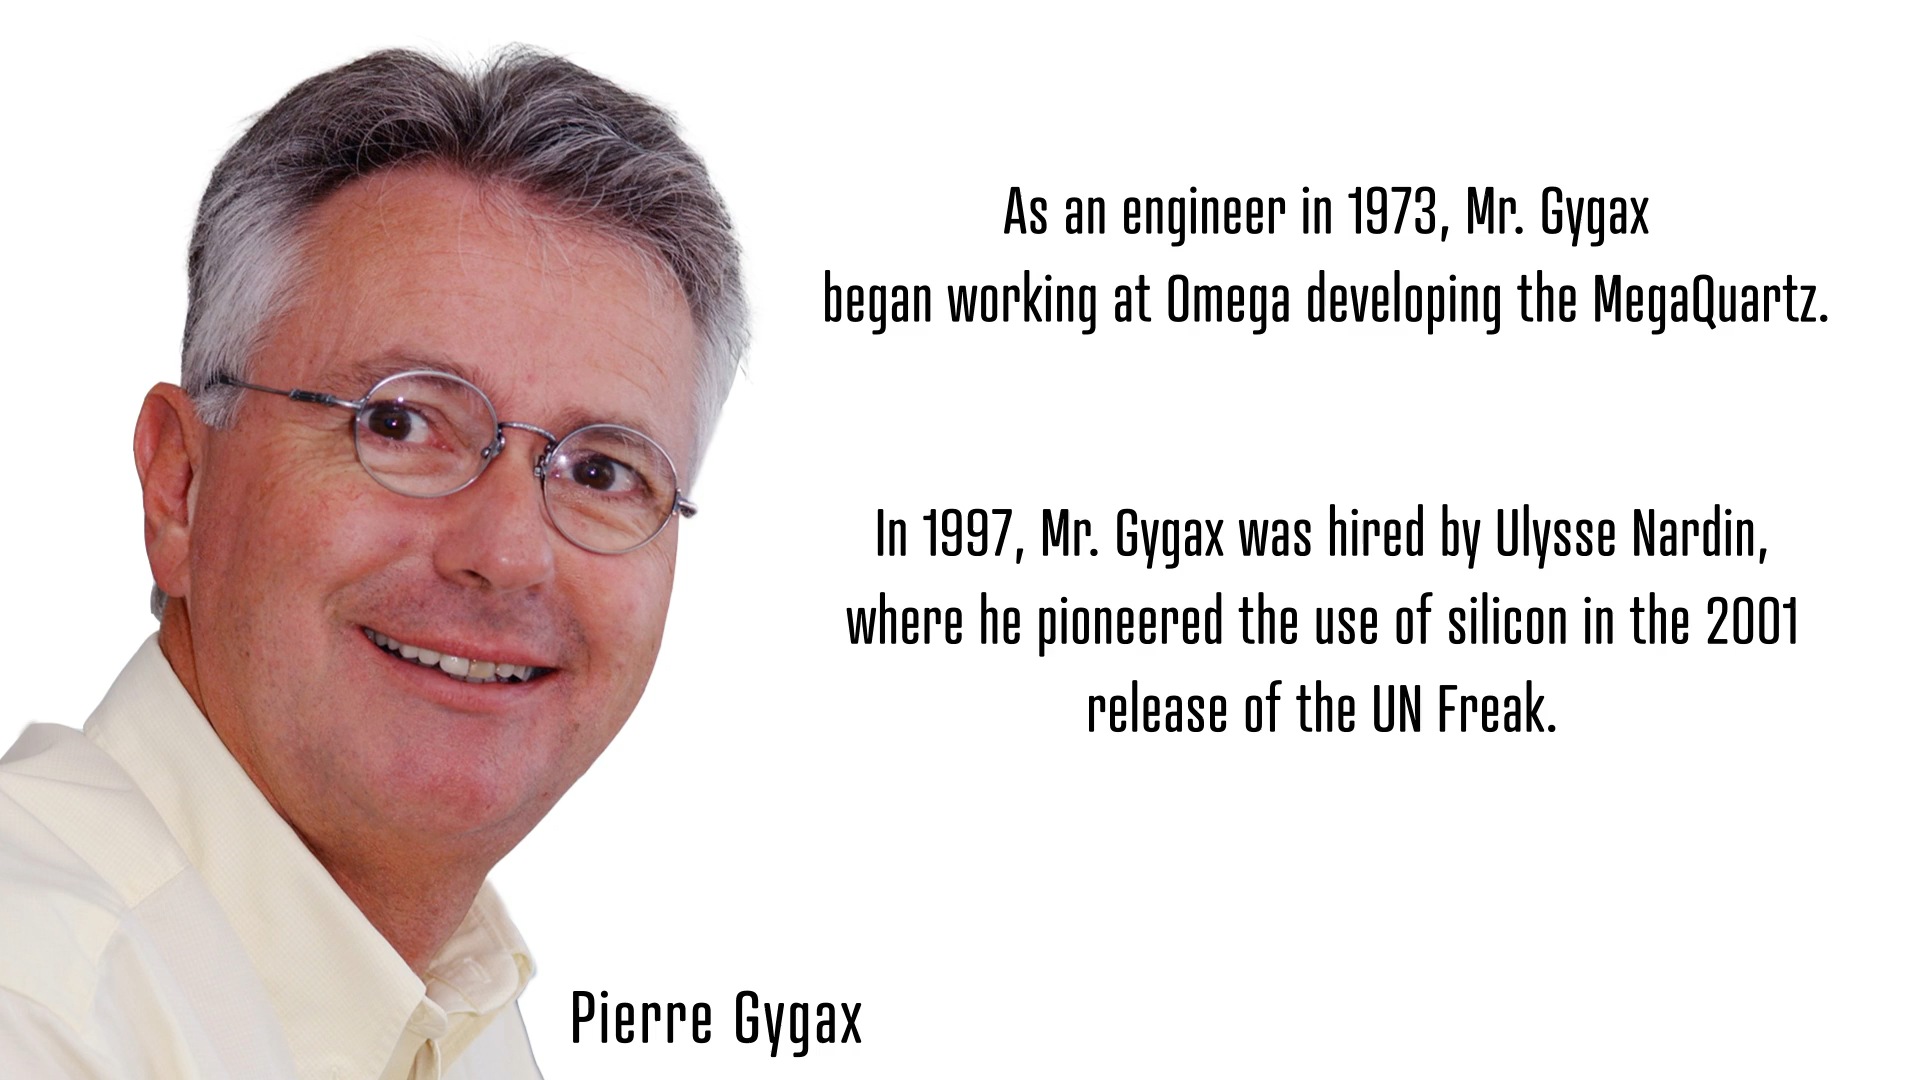 As an engineer in 1973, Mr. Gygax
began working at Omega developing the MegaQuartz.
In 1997, Mr. Gygax was hired by Ulysse Nardin,
where he pioneered the use of silicon in the 2001
release of the UN Freak.
Pierre Gygax